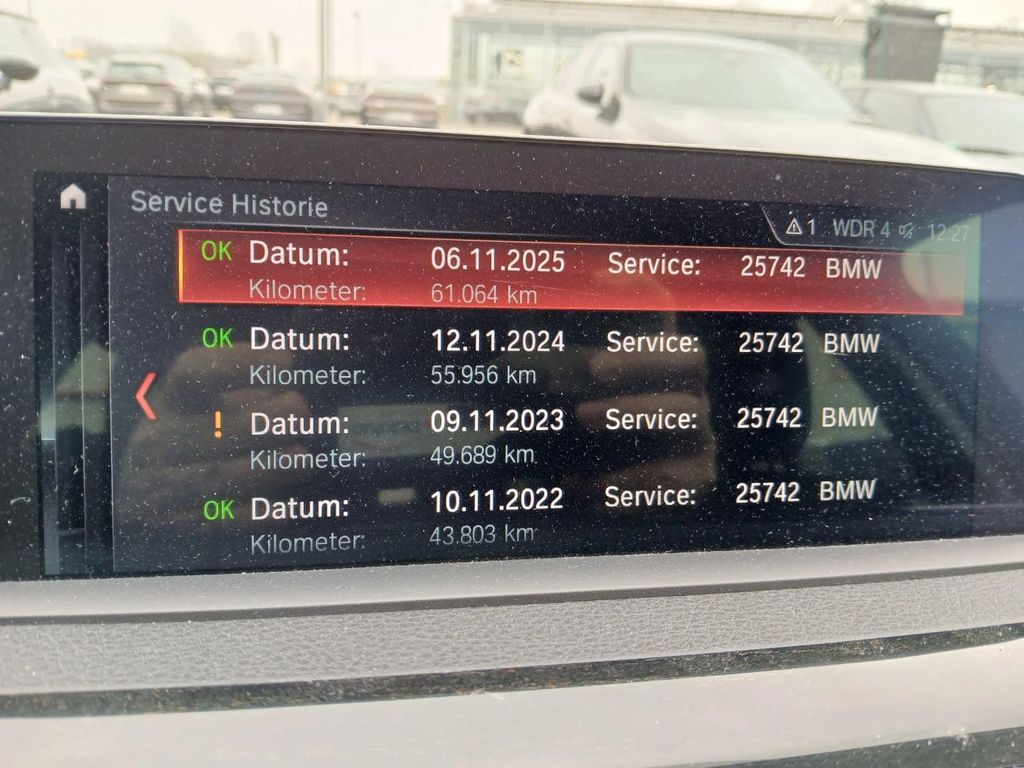 Service Historie
1 WDR 4 12:27
OK Datum: 06.11.2025 Service: 25742 BMW
Kilometer: 61.064 km
OK Datum: 12.11.2024 Service: 25742 BMW
Kilometer: 55.956 km
! Datum: 09.11.2023 Service: 25742 BMW
Kilometer: 49.689 km
OK Datum: 10.11.2022 Service: 25742 BMW
Kilometer: 43.803 km